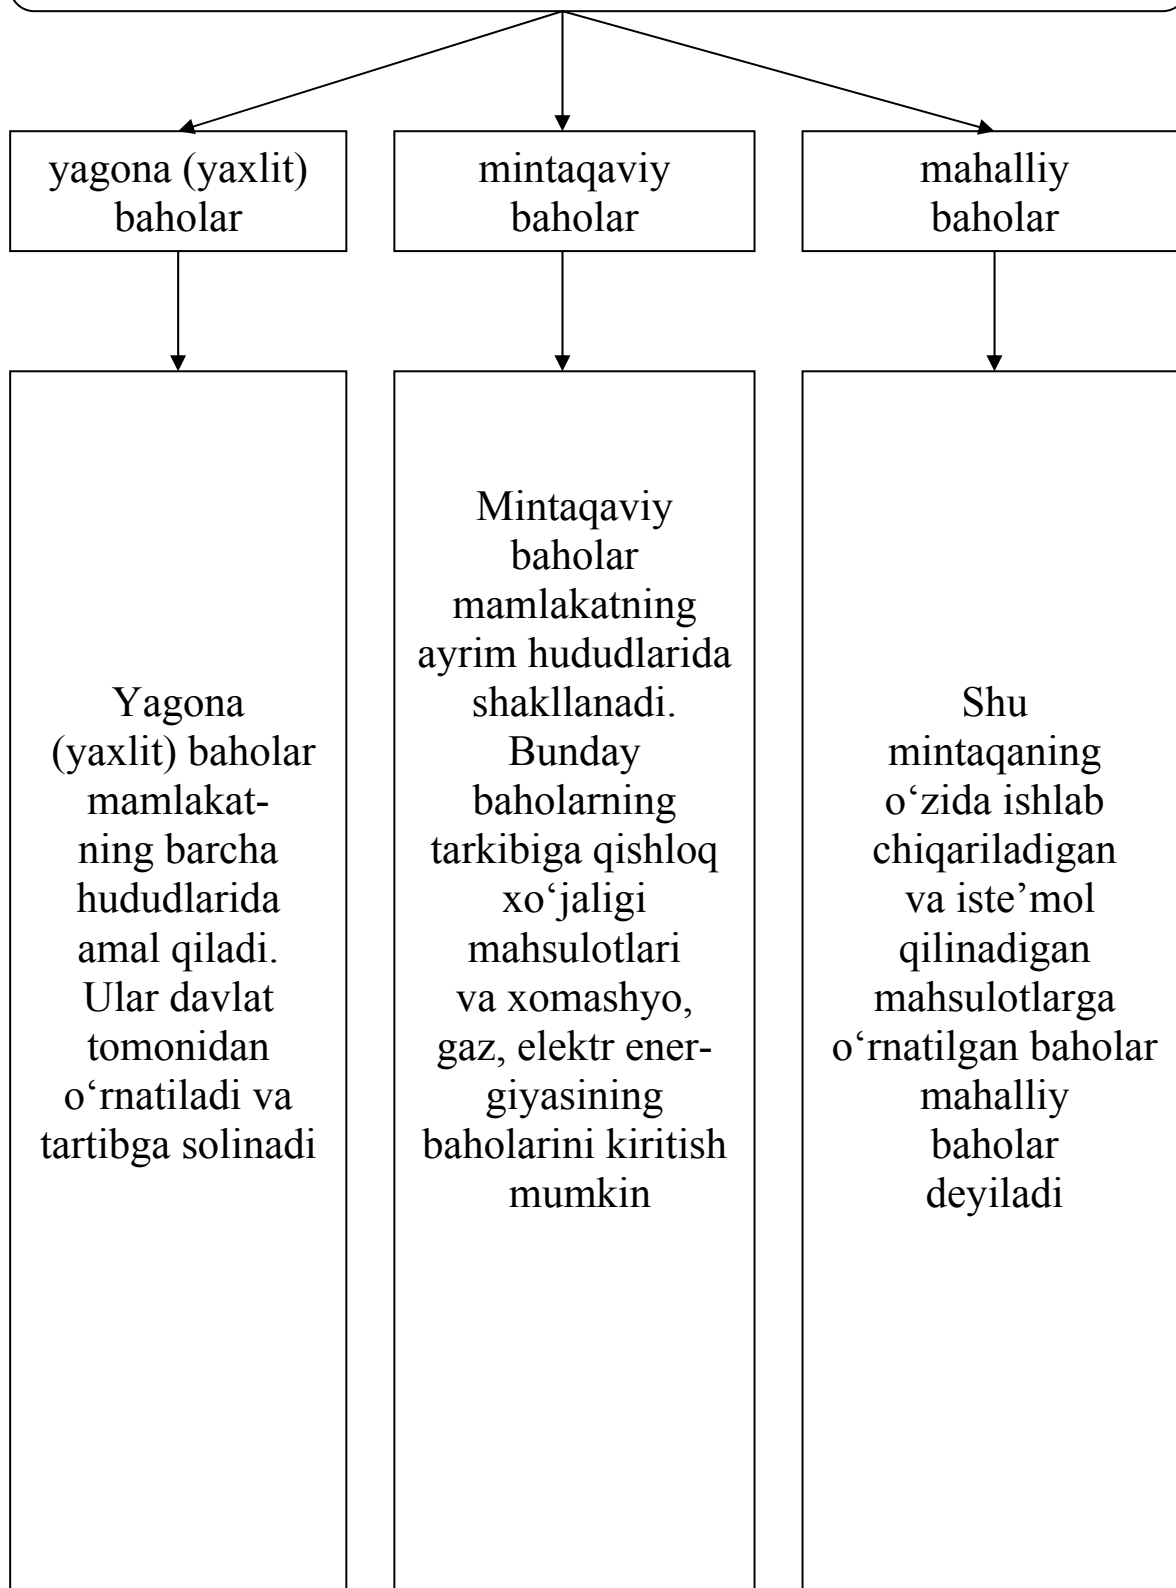 yagona (yaxlit)
baholar
mintaqaviy
baholar
mahalliy
baholar
Yagona
(yaxlit) baholar
mamlakat-
ning barcha
hududlarida
amal qiladi.
Ular davlat
tomonidan
o‘rnatiladi va
tartibga solinadi
Mintaqaviy
baholar
mamlakatning
ayrim hududlarida
shakllanadi.
Bunday
baholarning
tarkibiga qishloq
xo‘jaligi
mahsulotlari
va xomashyo,
gaz, elektr ener-
giyasining
baholarini kiritish
mumkin
Shu
mintaqaning
o‘zida ishlab
chiqariladigan
va iste’mol
qilinadigan
mahsulotlarga
o‘rnatilgan baholar
mahalliy
baholar
deyiladi